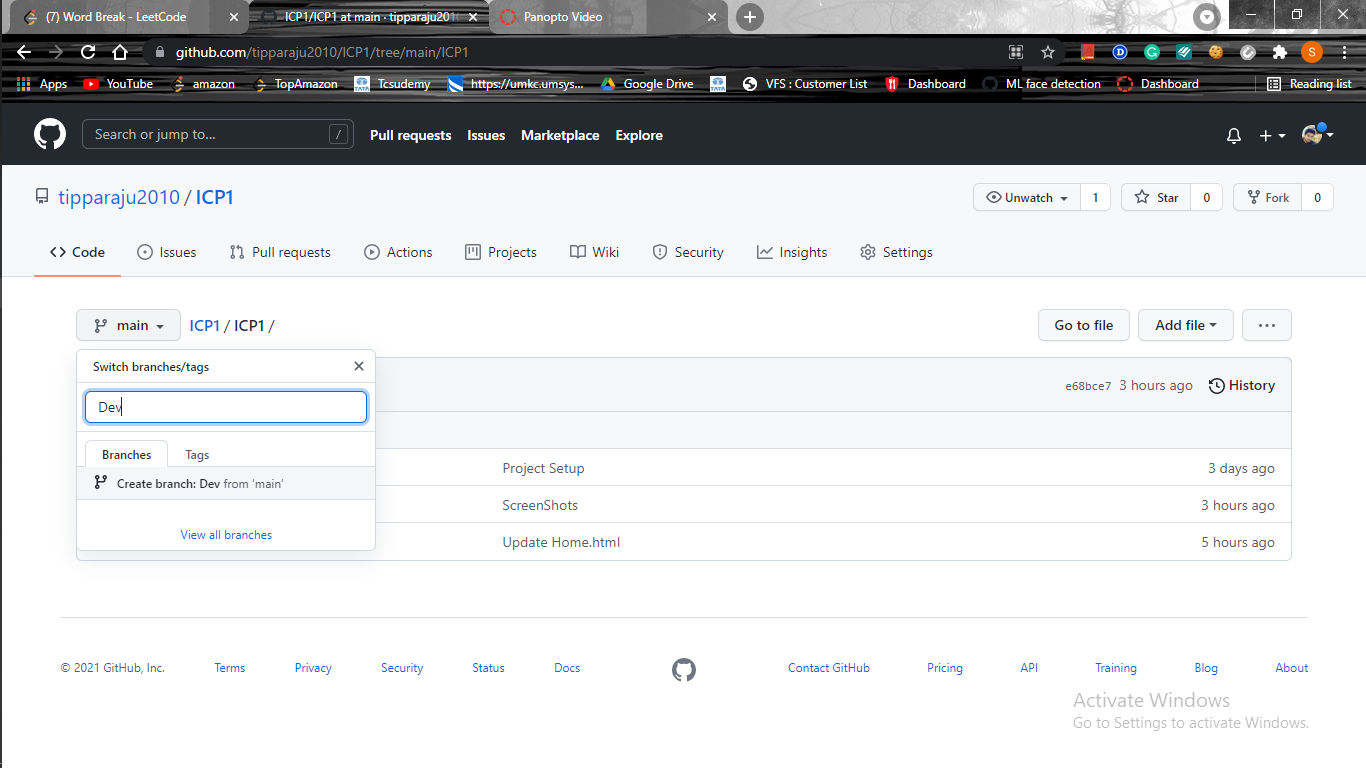 (7) Word Break - LeetCode
ICP1/ICP1 at main · tipparaju201
Panopto Video
github.com/tipparaju2010/ICP1/tree/main/ICP1
S
Apps YouTube amazon TopAmazon Tcsudemy https://umkc.umsys... Google Drive VFS : Customer List Dashboard ML face detection Dashboard Reading list
Search or jump to... /
Pull requests Issues Marketplace Explore
tipparaju2010 / ICP1
Unwatch 1 Star 0 Fork 0
Code Issues Pull requests Actions Projects Wiki Security Insights Settings
main ICP1 / ICP1 /
Go to file Add file ...
Switch branches/tags
Dev
Branches Tags
Create branch: Dev from 'main'
View all branches
e68bce7 3 hours ago History
Project Setup 3 days ago
ScreenShots 3 hours ago
Update Home.html 5 hours ago
© 2021 GitHub, Inc. Terms Privacy Security Status Docs Contact GitHub Pricing API Training Blog About
Activate Windows
Go to Settings to activate Windows.